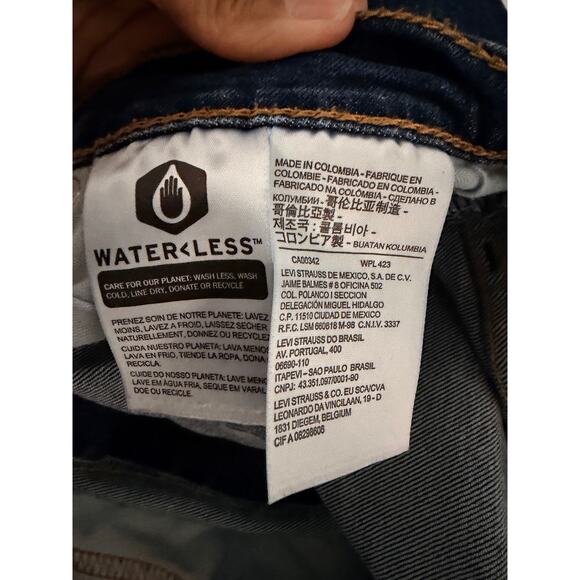 WATER<LESS™
CARE FOR OUR PLANET: WASH LESS, WASH
COLD, LINE DRY, DONATE OR RECYCLE
PRENEZ SOIN DE NOTRE PLANETE: LAVEZ
MOINS, LAVEZ A FROID, LAISSEZ SÉCHER
NATURELLEMENT, DONNEZ OU RECYCLEZ
CUIDA NUESTRO PLANETA: LAVA MENOS
LAVA EN FRIO, TIENDE LA ROPA, DONA
RECICLA.
CUIDE DO NOSSO PLANETA: LAVE MENO
LAVE EM ÁGUA FRIA, SEQUE EM VARAL
DOE OU RECICLE.
MADE IN COLOMBIA - FABRIQUE EN
COLOMBIE - FABRICADO EN COLOMBIA -
FABRICADO NA COLÔMBIA - СДЕЛАНО В
КОЛУМБИИ - 哥伦比亚制造 -
哥倫比亞製 -
제조국: 콜롬비아 -
コロンビア製 - BUATAN KOLUMBIA
CA00342 WPL 423
LEVI STRAUSS DE MEXICO, S.A. DE C.V.
JAIME BALMES # 8 OFICINA 502
COL. POLANCO I SECCION
DELEGACIÓN MIGUEL HIDALGO
C.P. 11510 CIUDAD DE MEXICO
R.F.C. LSM 660818 M-98 C.N.I.V. 3337
LEVI STRAUSS DO BRASIL
AV. PORTUGAL, 400
06690-110
ITAPEVI - SAO PAULO BRASIL
CNPJ: 43.351.097/0001-90
LEVI STRAUSS & CO. EU SCA/CVA
LEONARDO DA VINCILAAN, 19 - D
1831 DIEGEM, BELGIUM
CIF A 08298606